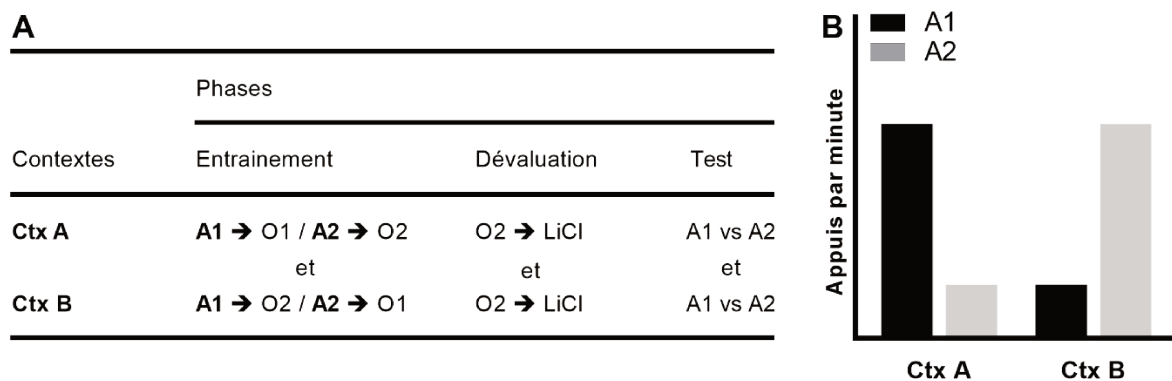 A
Phases
Contextes Entrainement Dévaluation Test
Ctx A A1 ➔ O1 / A2 ➔ O2 O2 ➔ LiCl A1 vs A2
et et et
Ctx B A1 ➔ O2 / A2 ➔ O1 O2 ➔ LiCl A1 vs A2
B
A1
A2
Appuis par minute
Ctx A Ctx B